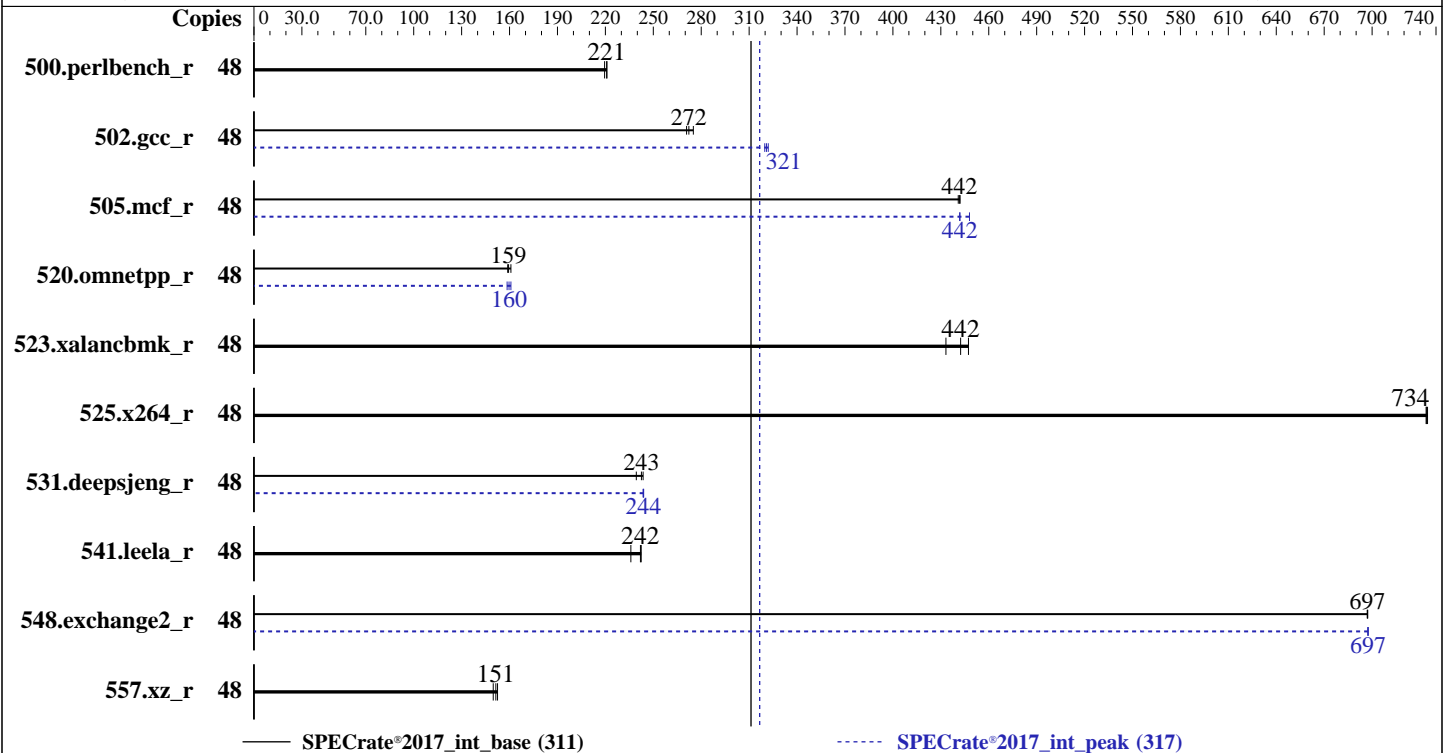 Copies 0 30.0 70.0 100 130 160 190 220 250 280 310 340 370 400 430 460 490 520 550 580 610 640 670 700 740
221
500.perlbench_r 48
272
502.gcc_r 48
321
442
505.mcf_r 48
442
159
520.omnetpp_r 48
160
442
523.xalancbmk_r 48
734
525.x264_r 48
243
531.deepsjeng_r 48
244
242
541.leela_r 48
697
548.exchange2_r 48
697
151
557.xz_r 48
SPECrate®2017_int_base (311) SPECrate®2017_int_peak (317)